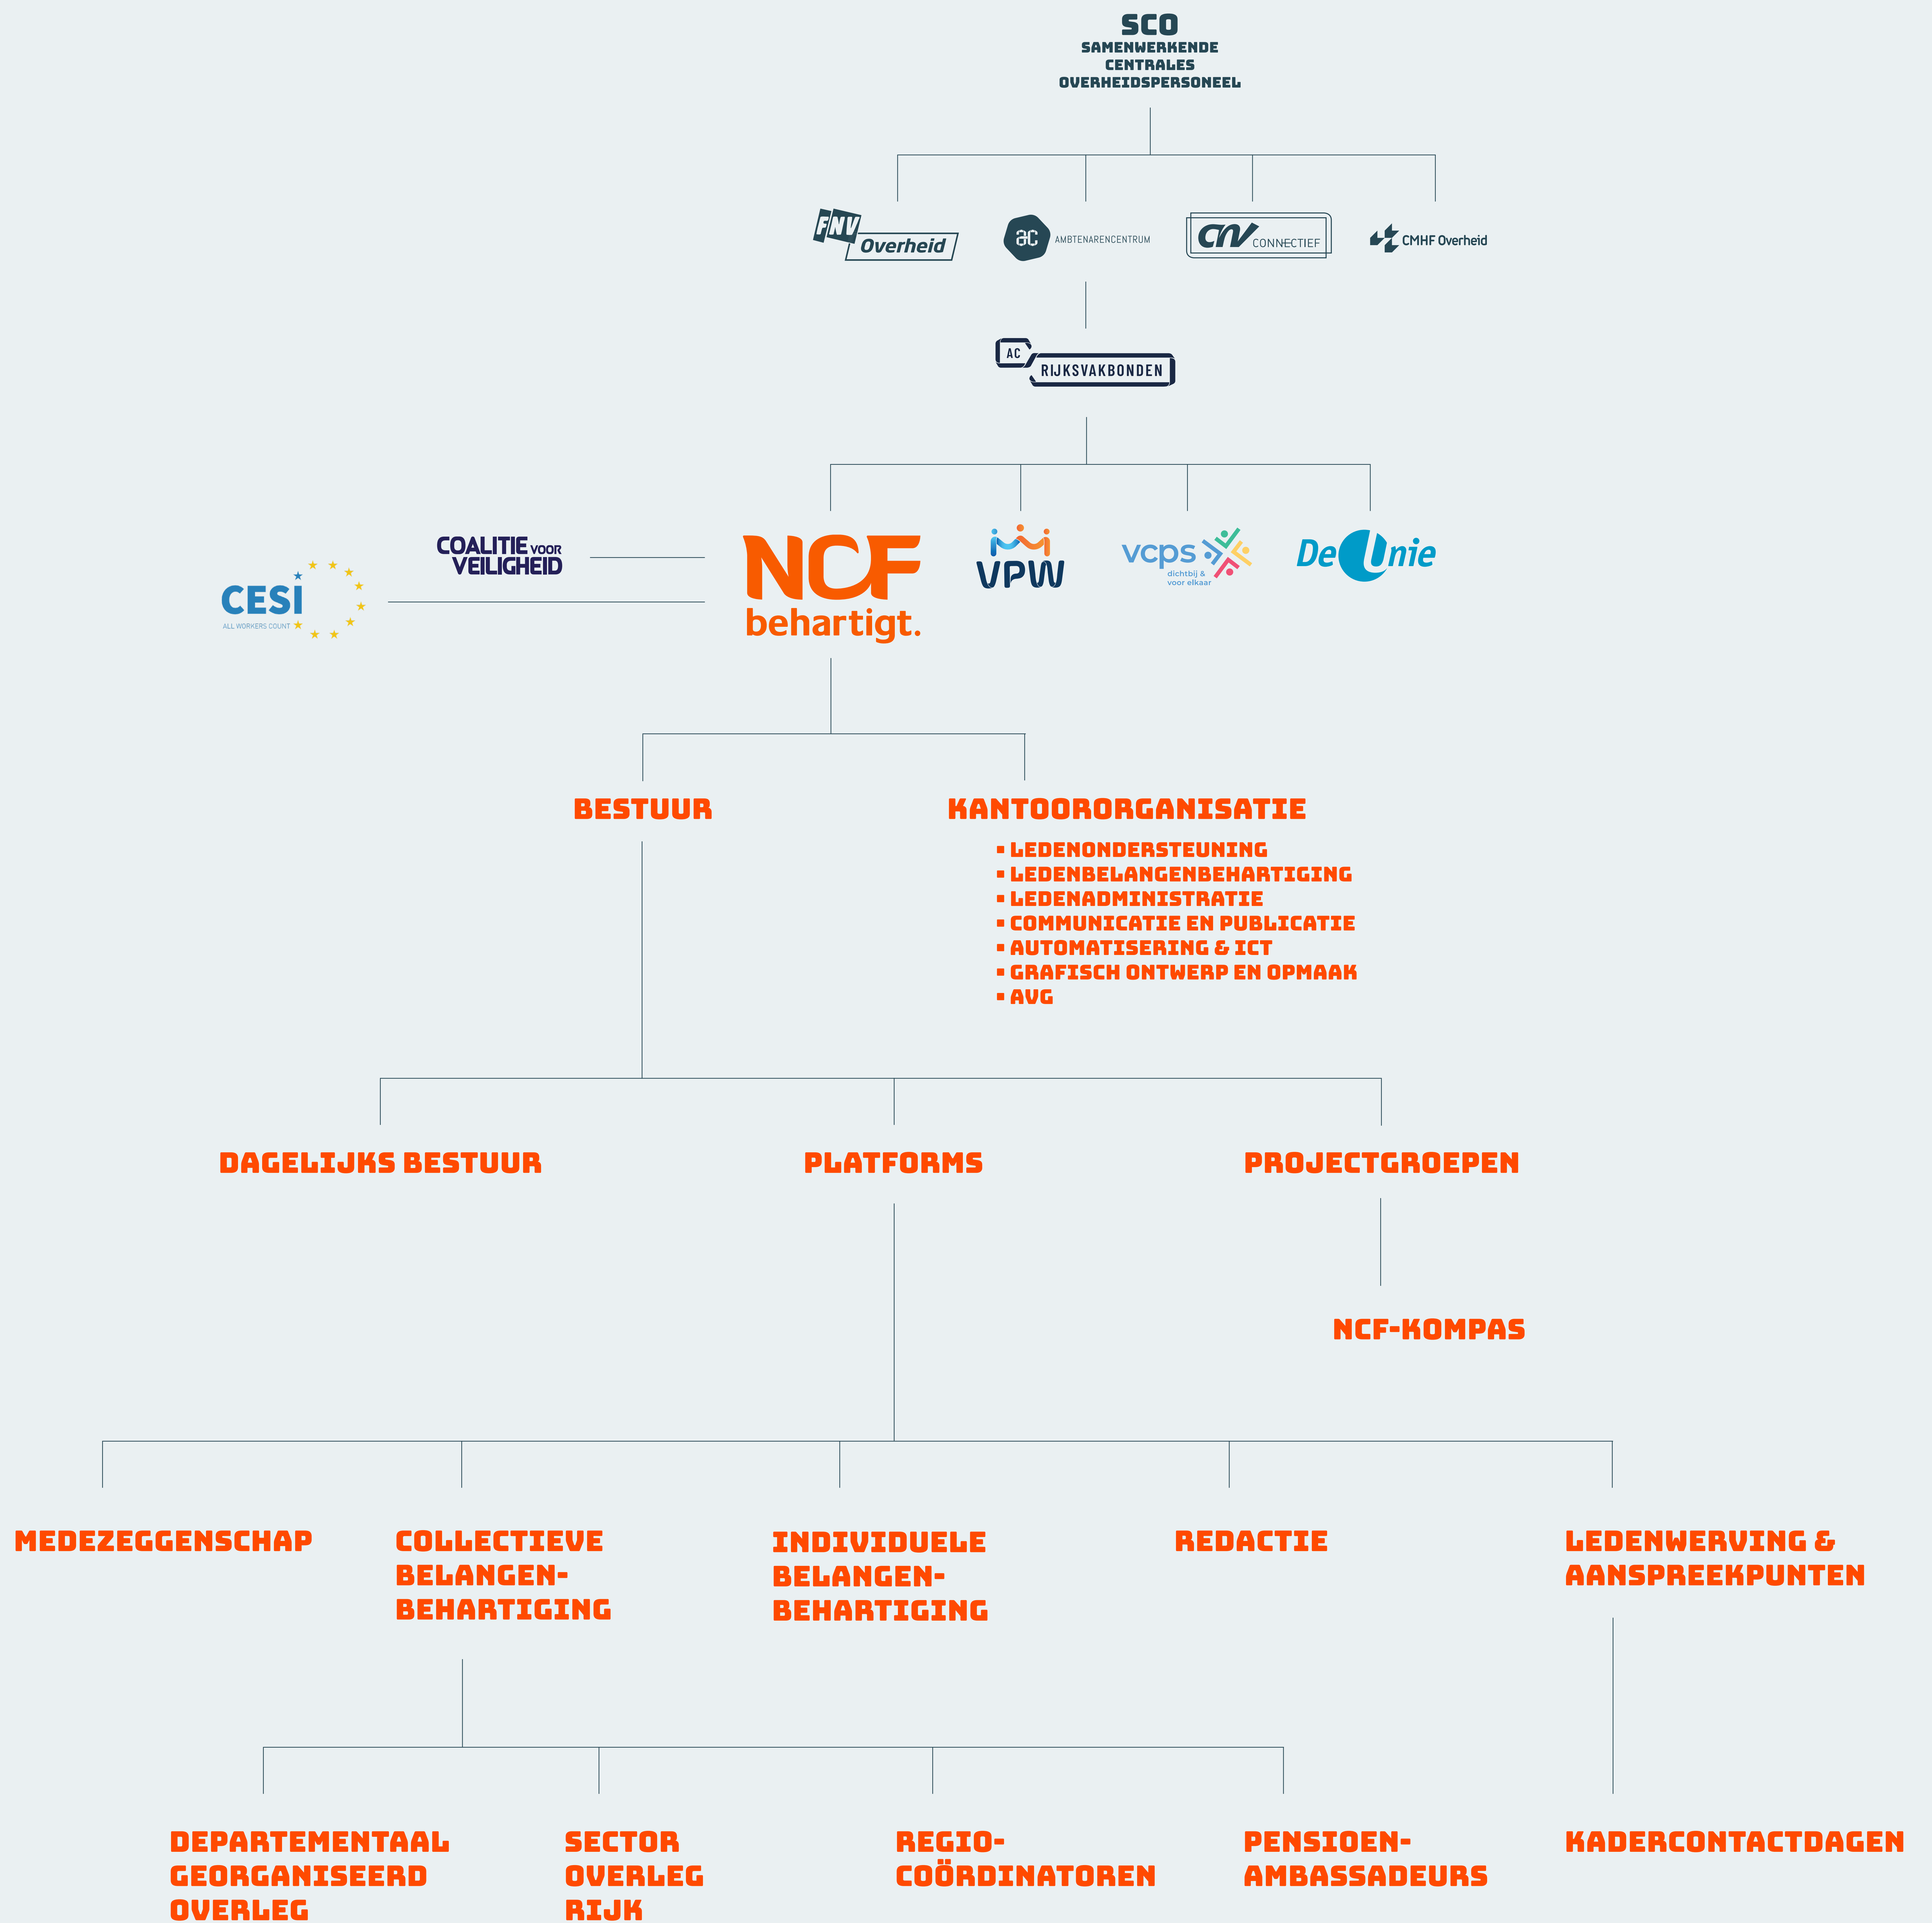 SCO
SAMENWERKENDE
CENTRALES
OVERHEIDSPERSONEEL
FNV
Overheid
ac AMBTENARENCENTRUM
CNV CONNECTIEF
CMHF Overheid
AC
RIJKSVAKBONDEN
COALITIE VOOR
VEILIGHEID
CESI
ALL WORKERS COUNT
NCF
behartigt.
VPW
vcps
dichtbij &
voor elkaar
De Unie
BESTUUR
KANTOORORGANISATIE
▪ LEDENONDERSTEUNING
▪ LEDENBELANGENBEHARTIGING
▪ LEDENADMINISTRATIE
▪ COMMUNICATIE EN PUBLICATIE
▪ AUTOMATISERING & ICT
▪ GRAFISCH ONTWERP EN OPMAAK
▪ AVG
DAGELIJKS BESTUUR
PLATFORMS
PROJECTGROEPEN
NCF-KOMPAS
MEDEZEGGENSCHAP
COLLECTIEVE
BELANGEN-
BEHARTIGING
INDIVIDUELE
BELANGEN-
BEHARTIGING
REDACTIE
LEDENWERVING &
AANSPREEKPUNTEN
DEPARTEMENTAAL
GEORGANISEERD
OVERLEG
SECTOR
OVERLEG
RIJK
REGIO-
COÖRDINATOREN
PENSIOEN-
AMBASSADEURS
KADERCONTACTDAGEN